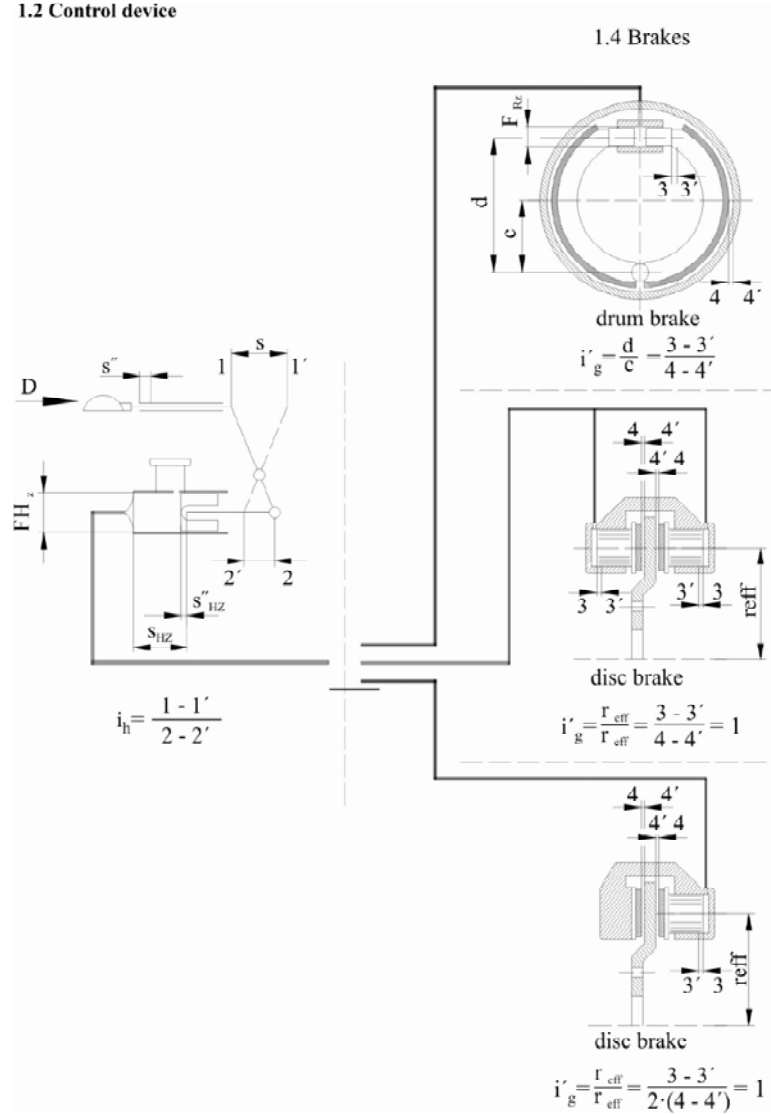 1.2 Control device
1.4 Brakes
F_Rz
3 3´
d
c
4 4´
drum brake
i´_g = d/c = (3 - 3´)/(4 - 4´)
s
s´´ 1 1´
D
FH_z
2´ 2
s´´_HZ
s_HZ
i_h = (1 - 1´)/(2 - 2´)
4 4´
4´ 4
3 3´ 3´ 3
reff
disc brake
i´_g = r_eff/r_eff = (3 - 3´)/(4 - 4´) = 1
4 4´
4´ 4
3´ 3
reff
disc brake
i´_g = r_eff/r_eff = (3 - 3´)/(2·(4 - 4´)) = 1